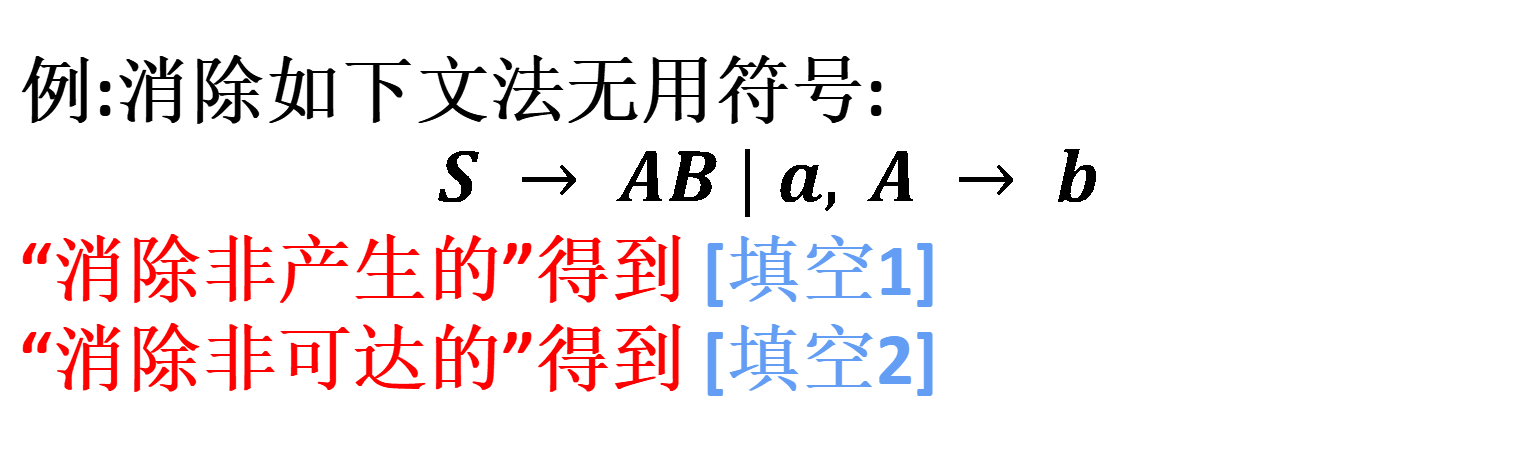 例:消除如下文法无用符号:
S → AB | a, A → b
“消除非产生的”得到 [填空1]
“消除非可达的”得到 [填空2]